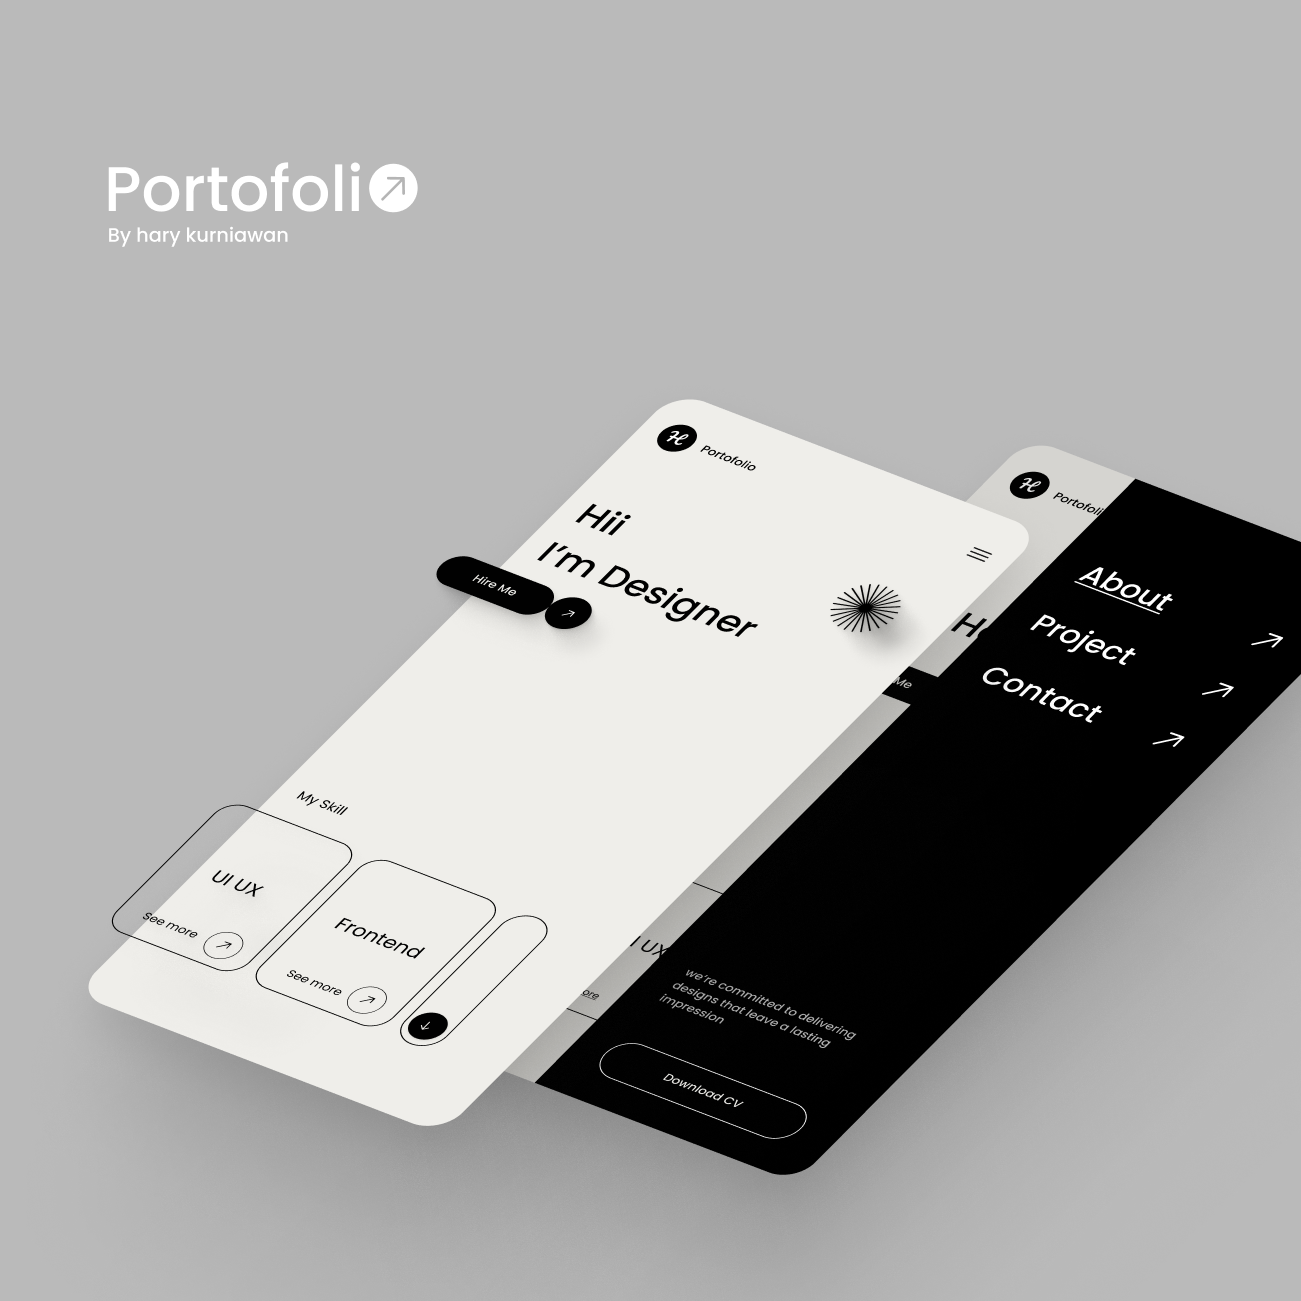 Portofoli
By hary kurniawan
H Portofolio
Hii
I'm Designer
Hire Me
My Skill
UI UX
See more
Frontend
See more
H Portofoli
About
Project
Contact
Me
UX
we're committed to delivering
designs that leave a lasting
impression
Download CV